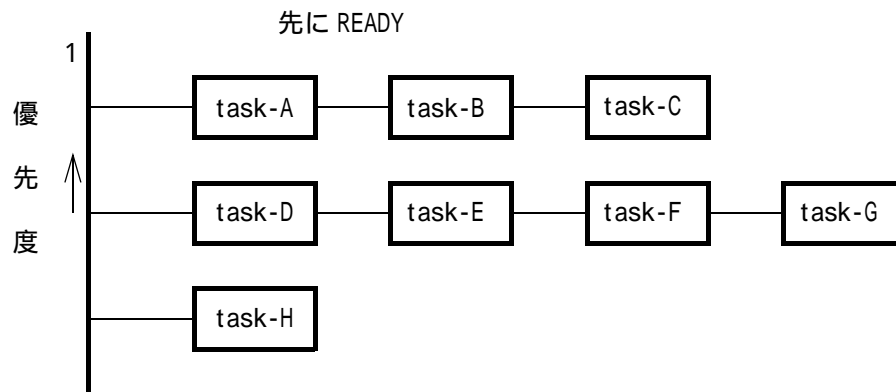 先に READY
1
優先度
task-A
task-B
task-C
task-D
task-E
task-F
task-G
task-H